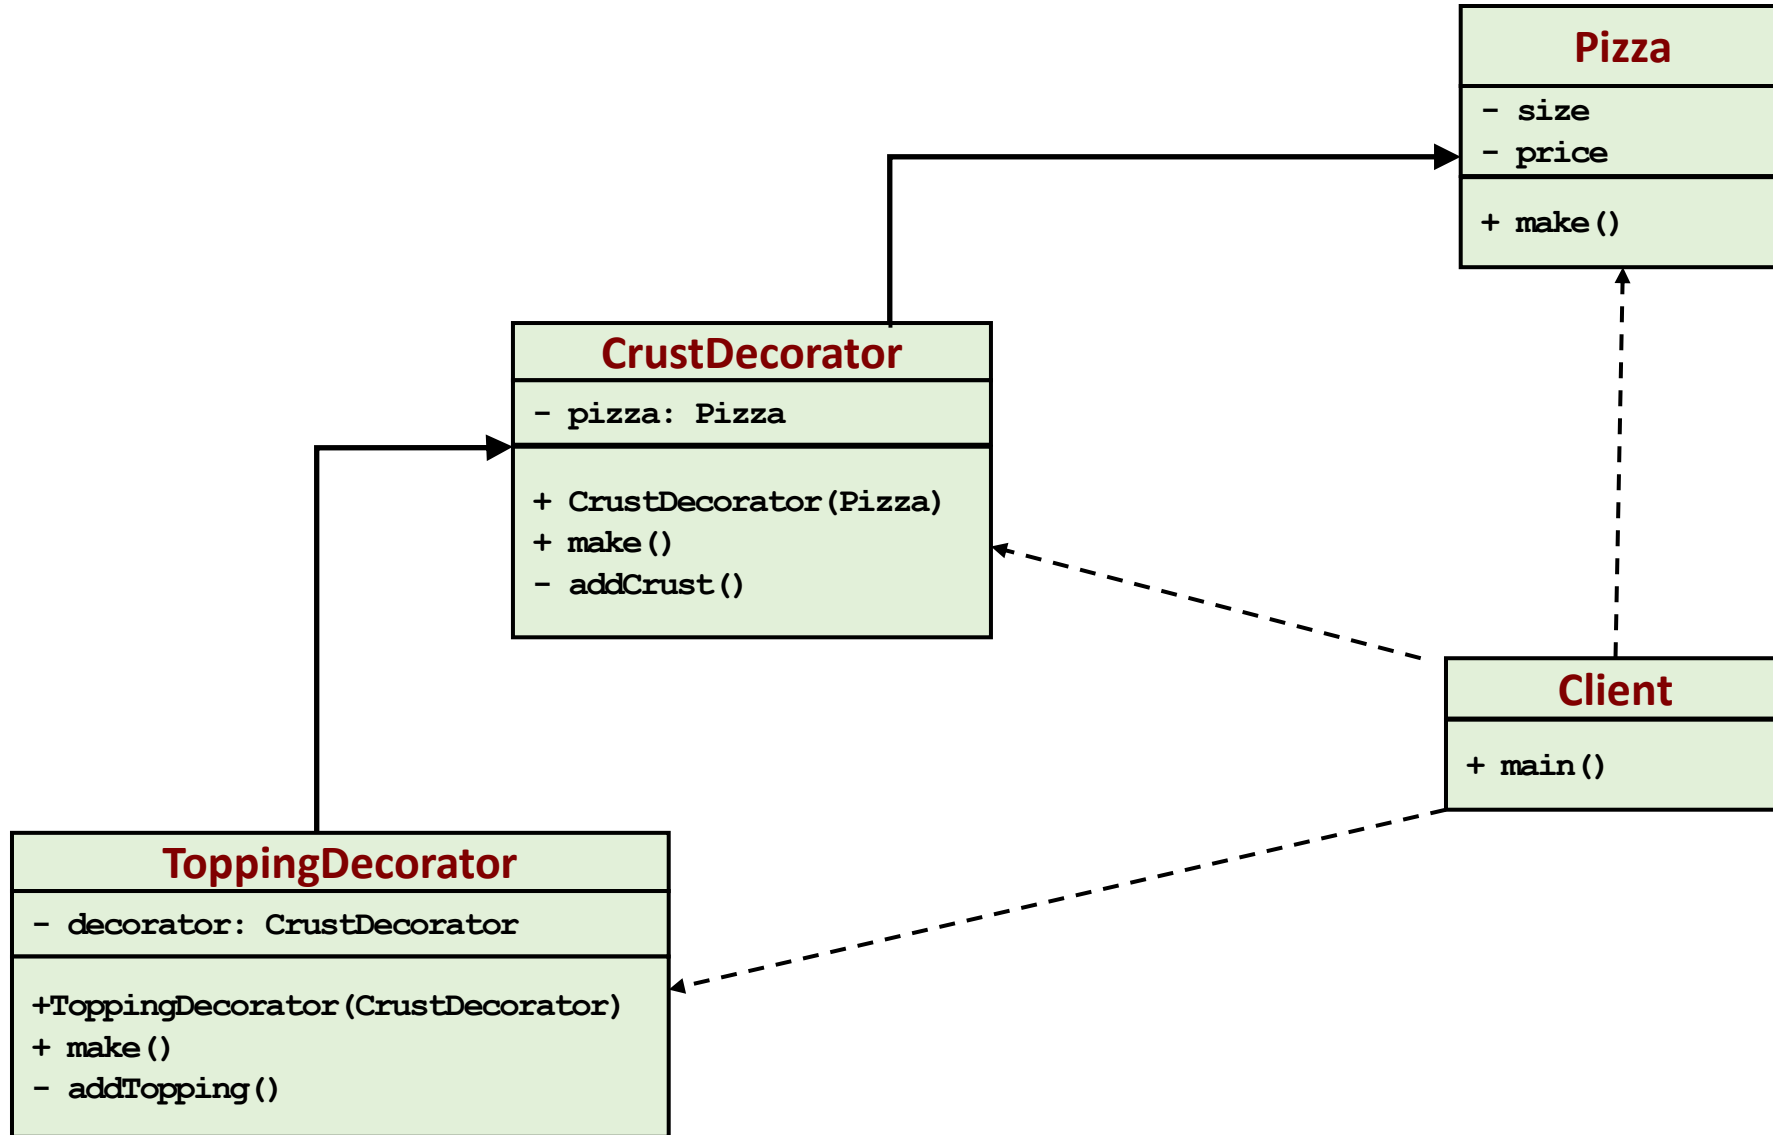 Pizza
- size
- price
+ make()
CrustDecorator
- pizza: Pizza
+ CrustDecorator(Pizza)
+ make()
- addCrust()
Client
+ main()
ToppingDecorator
- decorator: CrustDecorator
+ToppingDecorator(CrustDecorator)
+ make()
- addTopping()